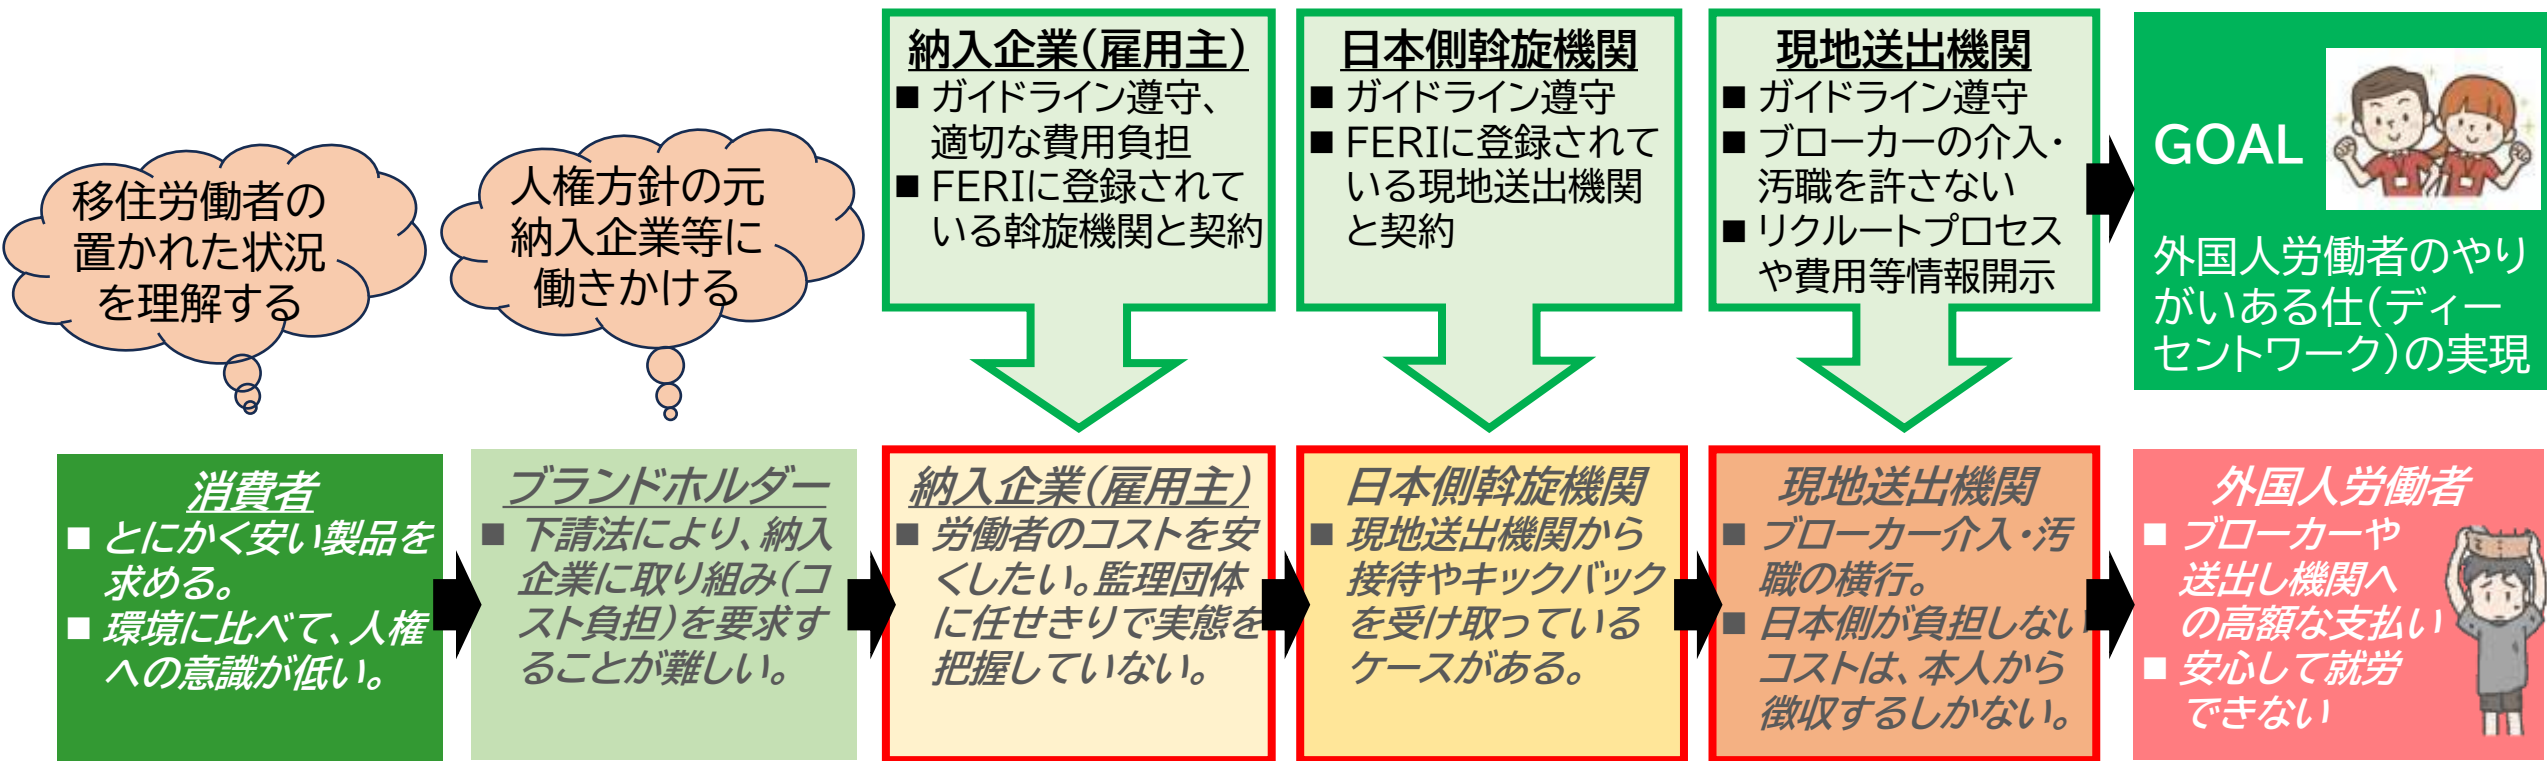 移住労働者の
置かれた状況
を理解する
人権方針の元
納入企業等に
働きかける
納入企業(雇用主)
■ ガイドライン遵守、
適切な費用負担
■ FERIに登録されて
いる斡旋機関と契約
日本側斡旋機関
■ ガイドライン遵守
■ FERIに登録されて
いる現地送出機関
と契約
現地送出機関
■ ガイドライン遵守
■ ブローカーの介入・
汚職を許さない
■ リクルートプロセス
や費用等情報開示
GOAL
外国人労働者のやり
がいある仕(ディー
セントワーク)の実現
消費者
■ とにかく安い製品を
求める。
■ 環境に比べて、人権
への意識が低い。
ブランドホルダー
■ 下請法により、納入
企業に取り組み(コ
スト負担)を要求す
ることが難しい。
納入企業(雇用主)
■ 労働者のコストを安
くしたい。監理団体
に任せきりで実態を
把握していない。
日本側斡旋機関
■ 現地送出機関から
接待やキックバック
を受け取っている
ケースがある。
現地送出機関
■ ブローカー介入・汚
職の横行。
■ 日本側が負担しない
コストは、本人から
徴収するしかない。
外国人労働者
■ ブローカーや
送出し機関へ
の高額な支払い
■ 安心して就労
できない